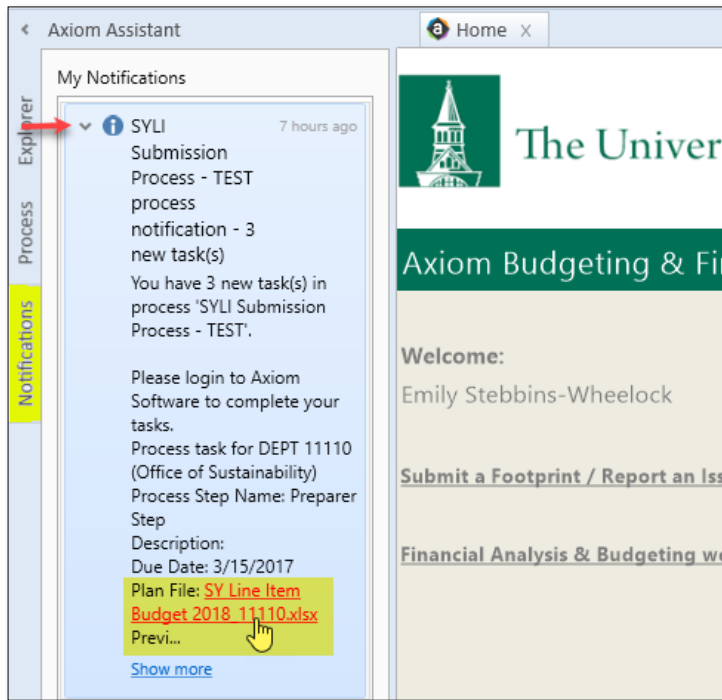 Axiom Assistant
Home X
My Notifications
Explorer
Process
Notifications
SYLI
7 hours ago
Submission
Process - TEST
process
notification - 3
new task(s)
You have 3 new task(s) in
process 'SYLI Submission
Process - TEST'.
Please login to Axiom
Software to complete your
tasks.
Process task for DEPT 11110
(Office of Sustainability)
Process Step Name: Preparer
Step
Description:
Due Date: 3/15/2017
Plan File: SY Line Item
Budget 2018_11110.xlsx
Previ...
Show more
The Univer
Axiom Budgeting & Fi
Welcome:
Emily Stebbins-Wheelock
Submit a Footprint / Report an Iss
Financial Analysis & Budgeting we